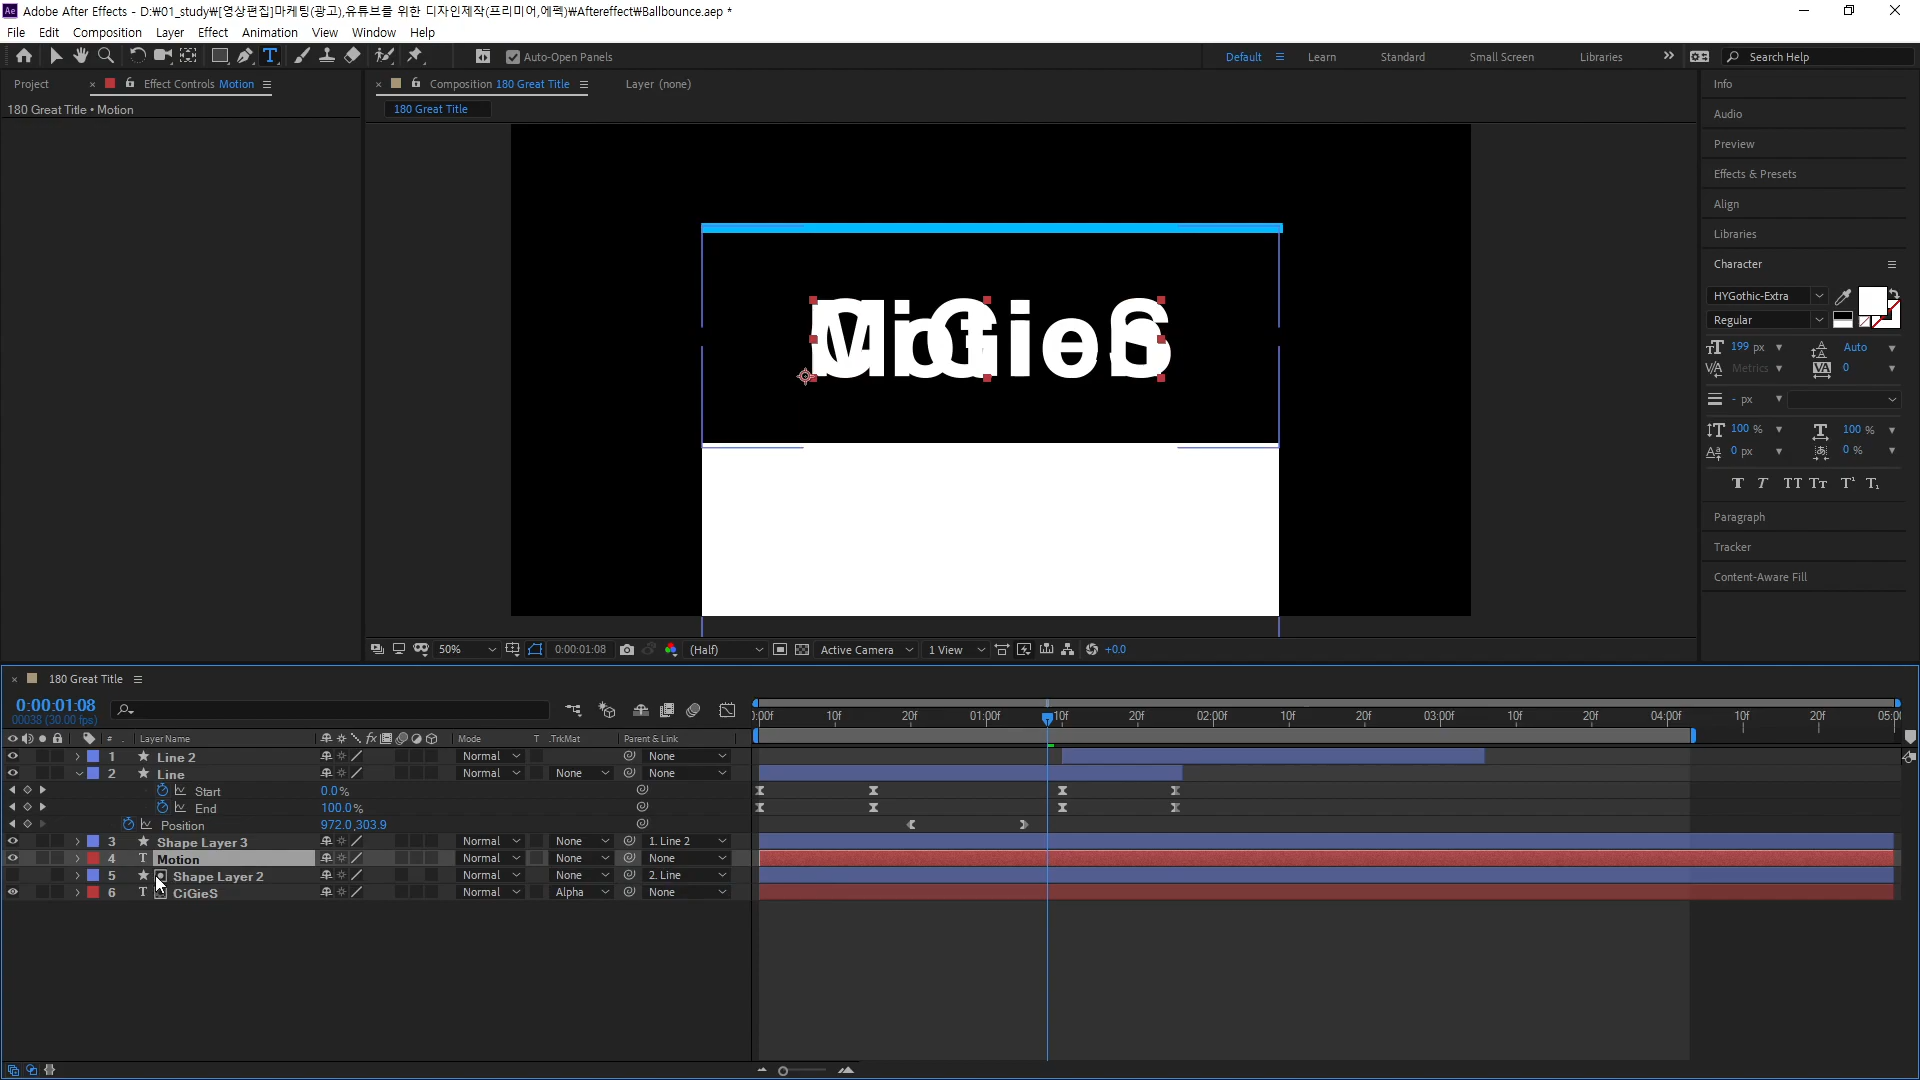 Adobe After Effects - D:₩01_study₩[영상편집]마케팅(광고),유튜브를 위한 디자인제작(프리미어,에펙)₩Aftereffect₩Ballbounce.aep *
File Edit Composition Layer Effect Animation View Window Help
Auto-Open Panels
Default Learn Standard Small Screen Libraries Search Help
Project Effect Controls Motion Composition 180 Great Title Layer (none)
180 Great Title • Motion
180 Great Title
Info
Audio
Preview
Effects & Presets
Align
Libraries
Character
HYGothic-Extra
Regular
199 px Auto
Metrics 0
- px
100 % 100 %
0 px 0 %
Paragraph
Tracker
Content-Aware Fill
50% 0:00:01:08 (Half) Active Camera 1 View +0.0
180 Great Title
0:00:01:08
00038 (30.00 fps)
# Layer Name Mode T .TrkMat Parent & Link
:00f 10f 20f 01:00f 10f 20f 02:00f 10f 20f 03:00f 10f 20f 04:00f 10f 20f 05:00
1 Line 2 Normal None
2 Line Normal None None
Start 0.0%
End 100.0%
Position 972.0,303.9
3 Shape Layer 3 Normal None 1. Line 2
4 Motion Normal None None
5 Shape Layer 2 Normal None 2. Line
6 CiGieS Normal Alpha None